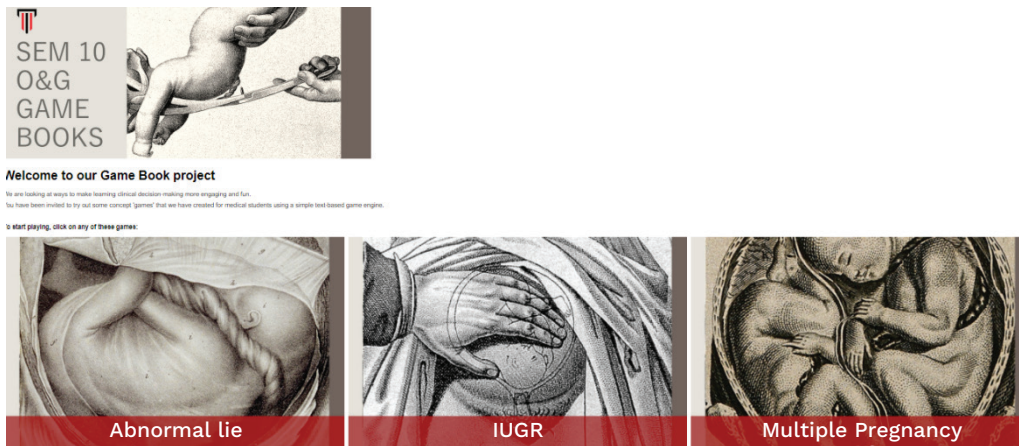 SEM 10
O&G
GAME
BOOKS
Welcome to our Game Book project
We are looking at ways to make learning clinical decision making more engaging and fun.
You have been invited to try out some concept 'games' that we have created for medical students using a simple text-based game engine.
To start playing, click on any of these games:
Abnormal lie
IUGR
Multiple Pregnancy